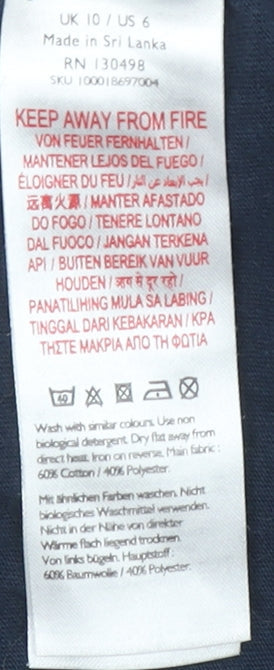 UK 10 / US 6
Made in Sri Lanka
RN 130498
SKU 100018697004
KEEP AWAY FROM FIRE
VON FEUER FERNHALTEN /
MANTENER LEJOS DEL FUEGO /
ÉLOIGNER DU FEU / يجب الإبعاد عن النار /
远离火源 / MANTER AFASTADO
DO FOGO / TENERE LONTANO
DAL FUOCO / JANGAN TERKENA
API / BUITEN BEREIK VAN VUUR
HOUDEN / आग से दूर रहो /
PANATILIHING MULA SA LABING /
TINGGAL DARI KEBAKARAN / ΚΡΑ
ΤΗΣΤΕ ΜΑΚΡΙΑ ΑΠΟ ΤΗ ΦΩΤΙΑ
40
Wash with similar colours. Use non
biological detergent. Dry flat away from
direct heat. Iron on reverse. Main fabric :
60% Cotton / 40% Polyester.
Mit ähnlichen Farben waschen. Nicht
biologisches Waschmittel verwenden.
Nicht in der Nähe von direkter
Wärme flach liegend trocknen.
Von links bügeln. Hauptstoff :
60% Baumwolle / 40% Polyester.